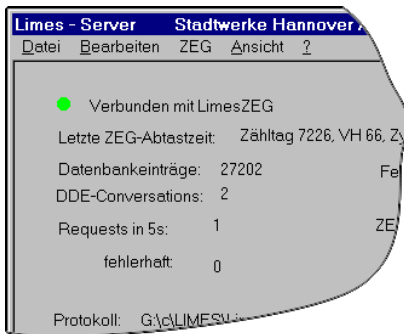 Limes - Server Stadtwerke Hannover
Datei Bearbeiten ZEG Ansicht ?
Verbunden mit LimesZEG
Letzte ZEG-Abtastzeit: Zähltag 7226, VH 66,
Datenbankeinträge: 27202
DDE-Conversations: 2
Requests in 5s: 1
fehlerhaft: 0
Protokoll: G:\c\LIMES\